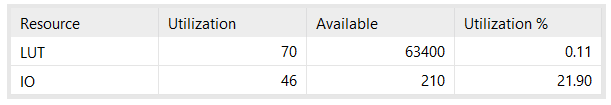 Resource Utilization Available Utilization %
LUT 70 63400 0.11
IO 46 210 21.90